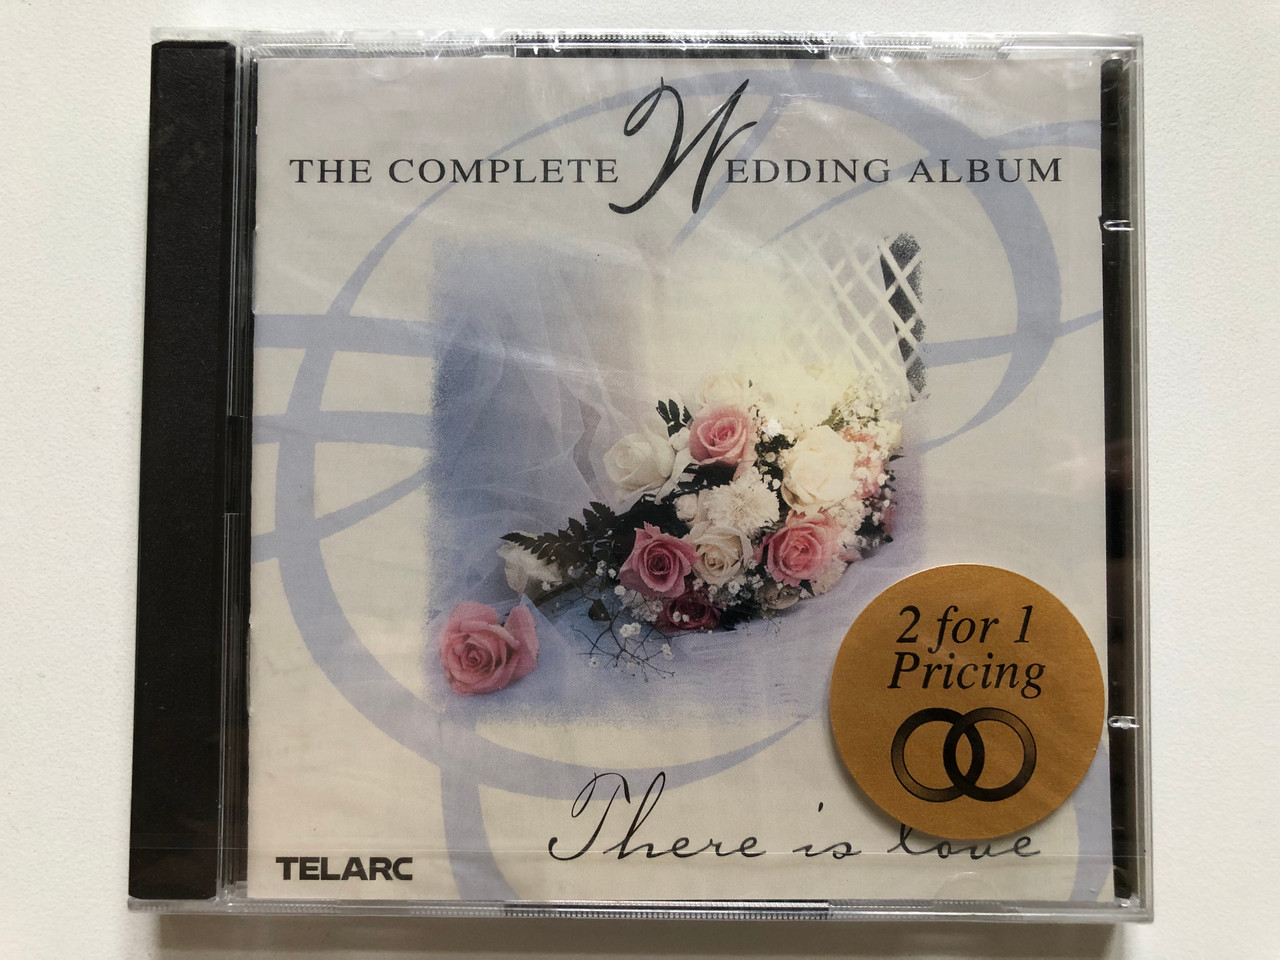 THE COMPLETE WEDDING ALBUM
2 for 1
Pricing
There is love
TELARC